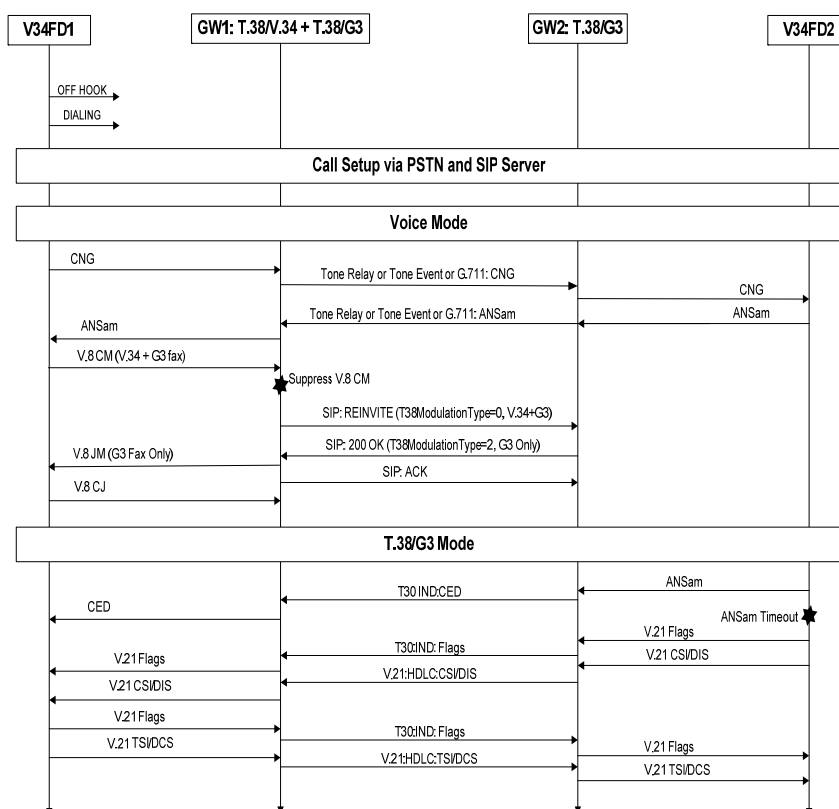 V34FD1
GW1: T.38/V.34 + T.38/G3
GW2: T.38/G3
V34FD2
OFF HOOK
DIALING
Call Setup via PSTN and SIP Server
Voice Mode
CNG
Tone Relay or Tone Event or G.711: CNG
CNG
Tone Relay or Tone Event or G.711: ANSam
ANSam
ANSam
V.8 CM (V.34 + G3 fax)
Suppress V.8 CM
SIP: REINVITE (T38ModulationType=0, V.34+G3)
SIP: 200 OK (T38ModulationType=2, G3 Only)
V.8 JM (G3 Fax Only)
SIP: ACK
V.8 CJ
T.38/G3 Mode
ANSam
T30 IND:CED
CED
ANSam Timeout
V.21 Flags
T30:IND: Flags
V.21 Flags
V.21 CSI/DIS
V.21:HDLC:CSI/DIS
V.21 CSI/DIS
V.21 Flags
T30:IND: Flags
V.21 TSI/DCS
V.21 Flags
V.21:HDLC:TSI/DCS
V.21 TSI/DCS